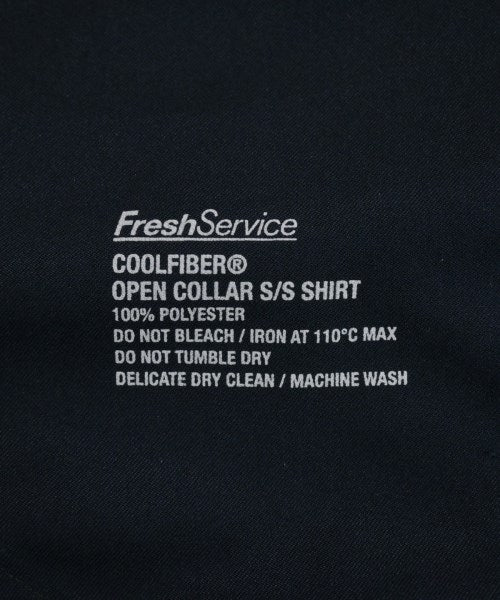 FreshService
COOLFIBER®
OPEN COLLAR S/S SHIRT
100% POLYESTER
DO NOT BLEACH / IRON AT 110°C MAX
DO NOT TUMBLE DRY
DELICATE DRY CLEAN / MACHINE WASH